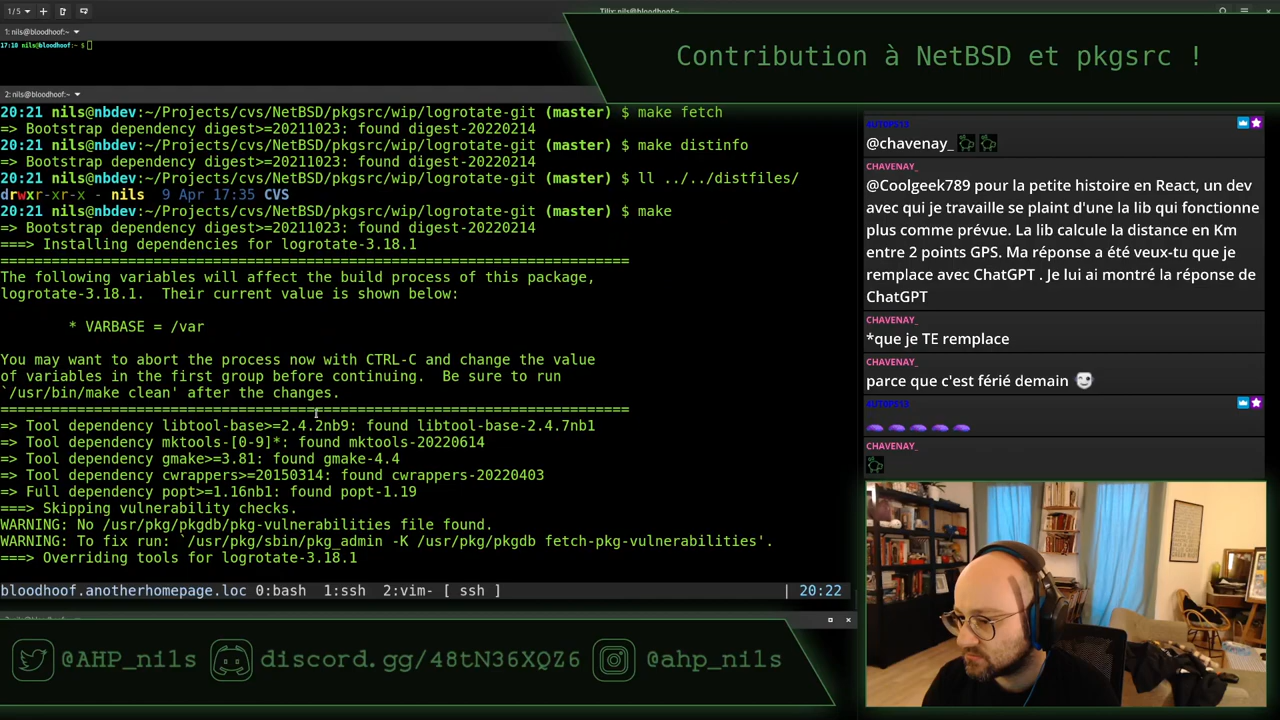 1 / 5
Tilix: nils@bloodhoof:~
1: nils@bloodhoof:~
17:18 nils@bloodhoof:~ $
Contribution à NetBSD et pkgsrc !
2: nils@bloodhoof:~
20:21 nils@nbdev:~/Projects/cvs/NetBSD/pkgsrc/wip/logrotate-git (master) $ make fetch
=> Bootstrap dependency digest>=20211023: found digest-20220214
20:21 nils@nbdev:~/Projects/cvs/NetBSD/pkgsrc/wip/logrotate-git (master) $ make distinfo
=> Bootstrap dependency digest>=20211023: found digest-20220214
20:21 nils@nbdev:~/Projects/cvs/NetBSD/pkgsrc/wip/logrotate-git (master) $ ll ../../distfiles/
drwxr-xr-x - nils  9 Apr 17:35 CVS
20:21 nils@nbdev:~/Projects/cvs/NetBSD/pkgsrc/wip/logrotate-git (master) $ make
=> Bootstrap dependency digest>=20211023: found digest-20220214
===> Installing dependencies for logrotate-3.18.1
==========================================================================
The following variables will affect the build process of this package,
logrotate-3.18.1.  Their current value is shown below:
* VARBASE = /var
You may want to abort the process now with CTRL-C and change the value
of variables in the first group before continuing.  Be sure to run
`/usr/bin/make clean' after the changes.
==========================================================================
=> Tool dependency libtool-base>=2.4.2nb9: found libtool-base-2.4.7nb1
=> Tool dependency mktools-[0-9]*: found mktools-20220614
=> Tool dependency gmake>=3.81: found gmake-4.4
=> Tool dependency cwrappers>=20150314: found cwrappers-20220403
=> Full dependency popt>=1.16nb1: found popt-1.19
===> Skipping vulnerability checks.
WARNING: No /usr/pkg/pkgdb/pkg-vulnerabilities file found.
WARNING: To fix run: `/usr/pkg/sbin/pkg_admin -K /usr/pkg/pkgdb fetch-pkg-vulnerabilities'.
===> Overriding tools for logrotate-3.18.1
bloodhoof.anotherhomepage.loc 0:bash  1:ssh  2:vim- [ ssh ] | 20:22
@AHP_nils discord.gg/48tN36XQZ6 @ahp_nils
4UT0PS13
@chavenay_
CHAVENAY_
@Coolgeek789 pour la petite histoire en React, un dev
avec qui je travaille se plaint d'une la lib qui fonctionne
plus comme prévue. La lib calcule la distance en Km
entre 2 points GPS. Ma réponse a été veux-tu que je
remplace avec ChatGPT . Je lui ai montré la réponse de
ChatGPT
CHAVENAY_
*que je TE remplace
CHAVENAY_
parce que c'est férié demain
4UT0PS13
CHAVENAY_